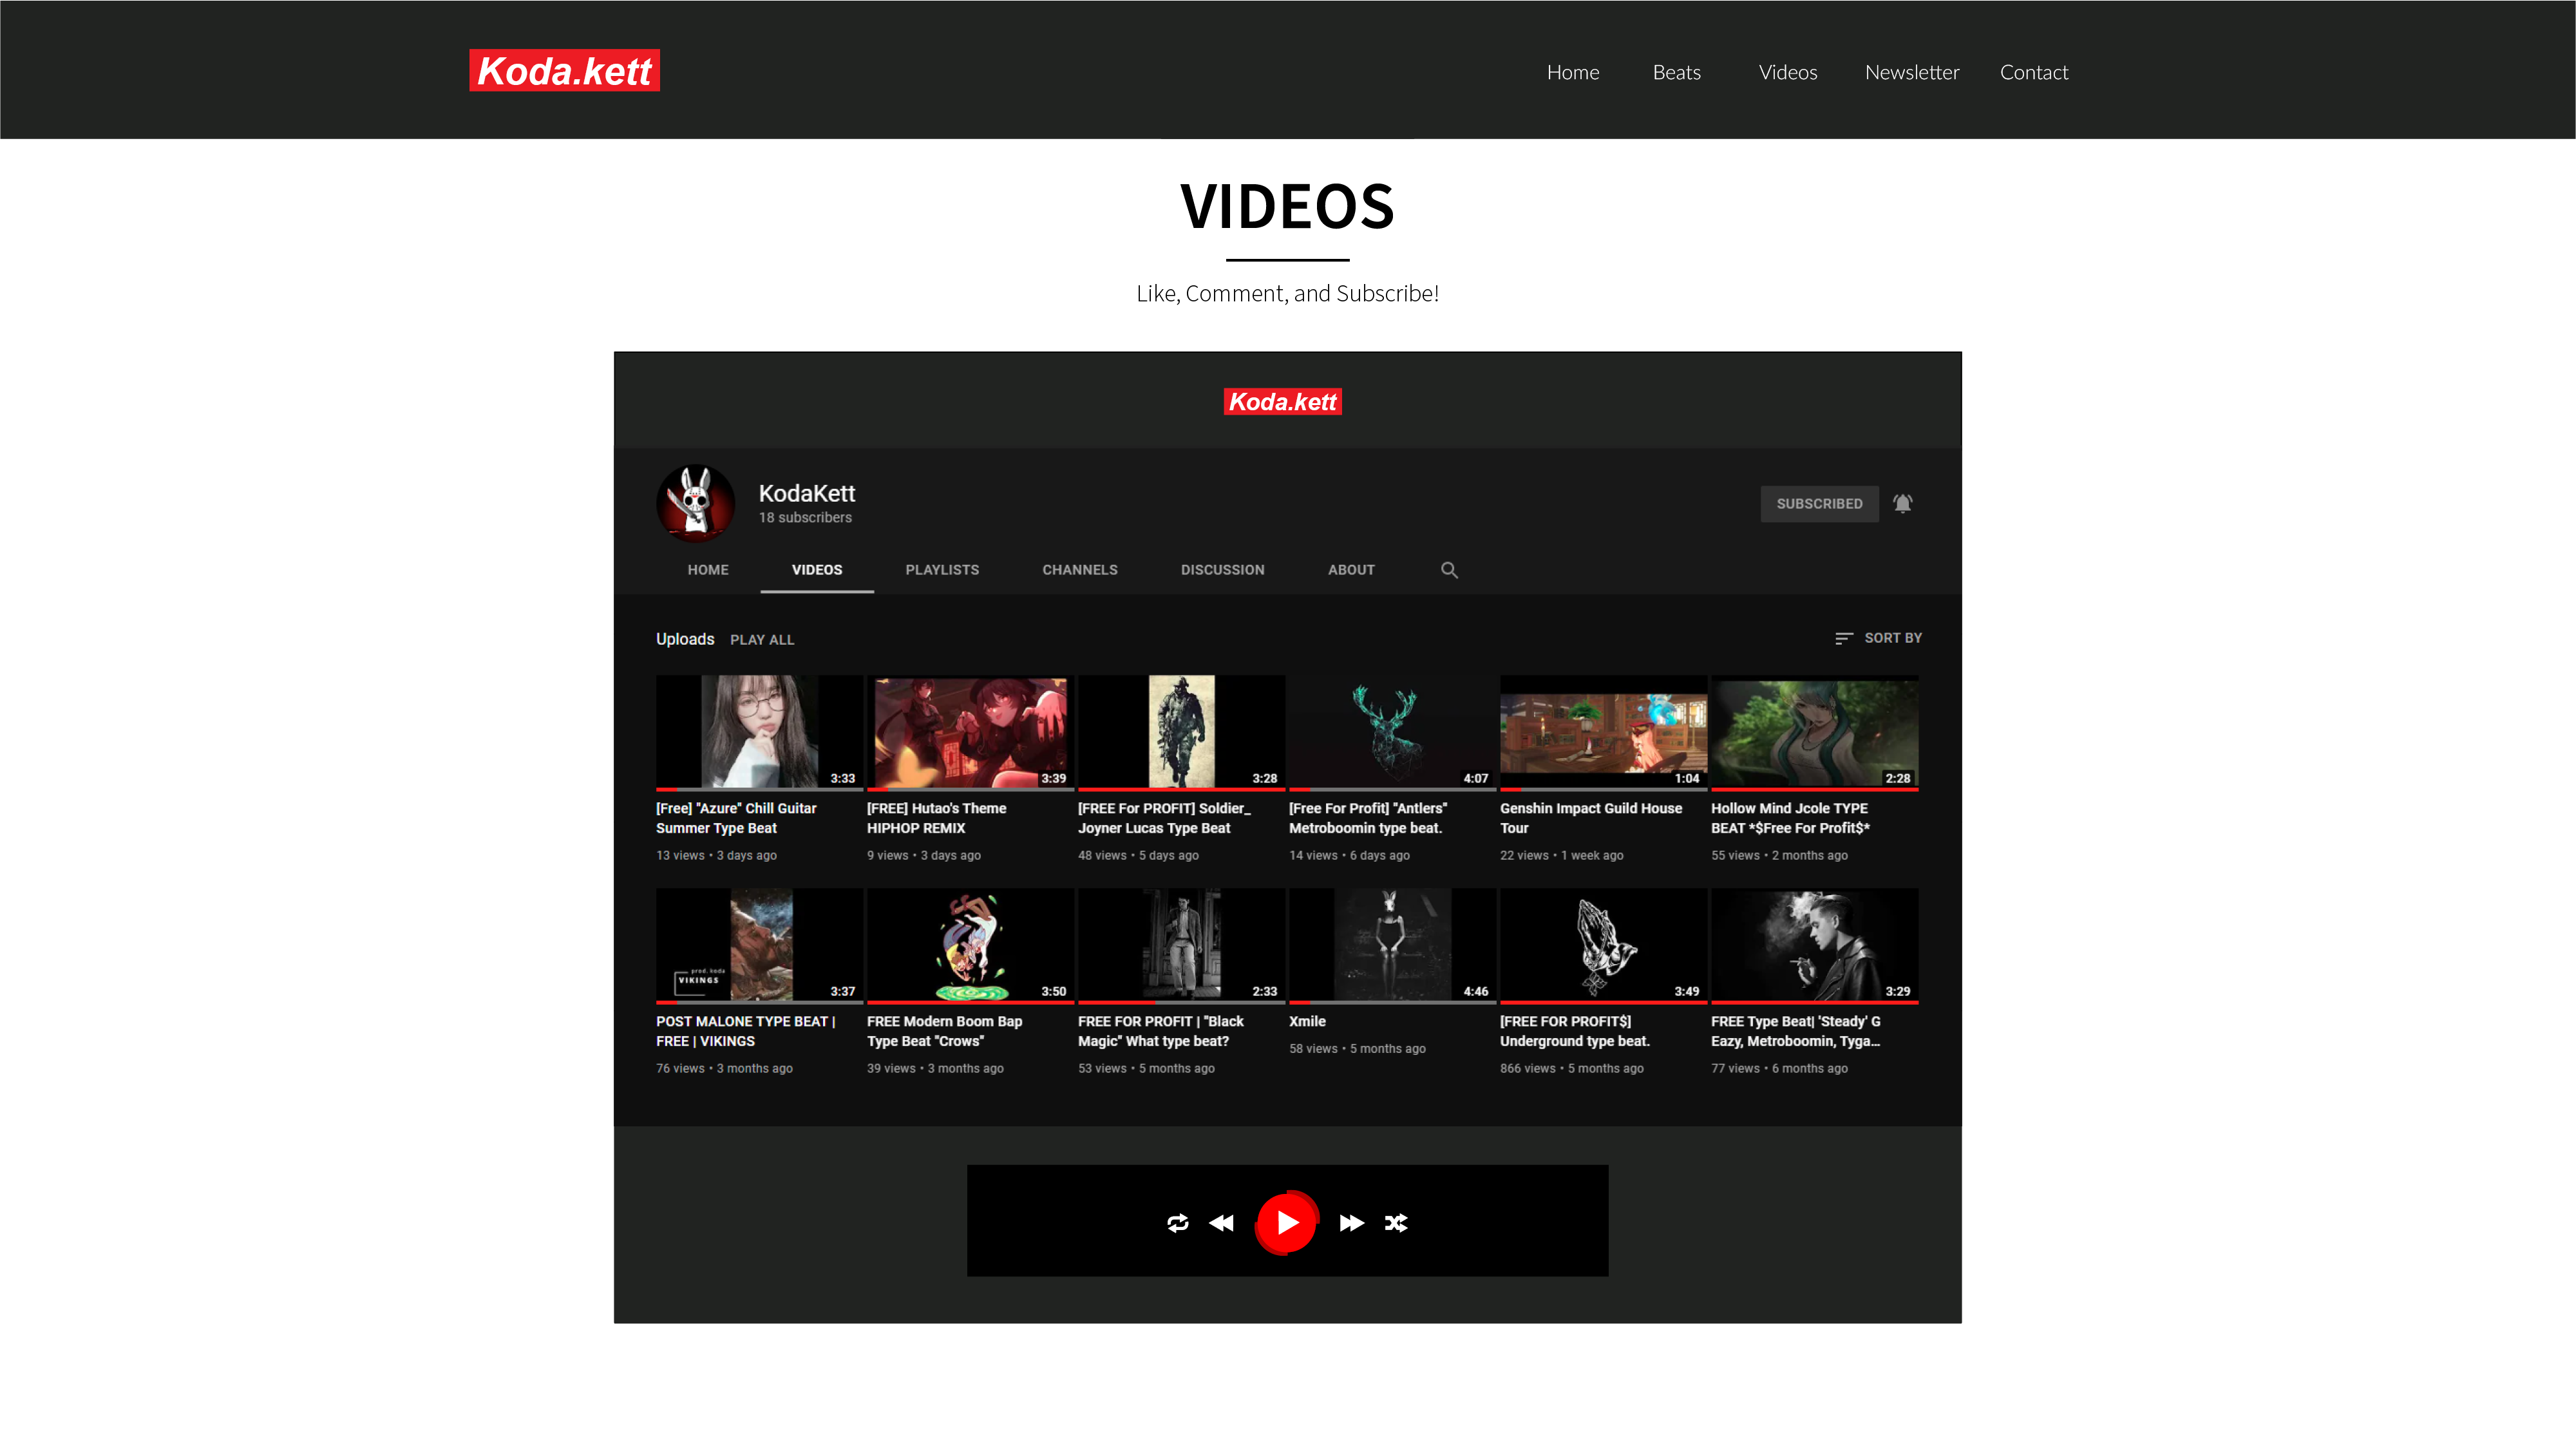 Koda.kett
Home Beats Videos Newsletter Contact
VIDEOS
Like, Comment, and Subscribe!
Koda.kett
KodaKett
18 subscribers
SUBSCRIBED
HOME VIDEOS PLAYLISTS CHANNELS DISCUSSION ABOUT
Uploads PLAY ALL
SORT BY
3:33
[Free] "Azure" Chill Guitar
Summer Type Beat
13 views • 3 days ago
3:39
[FREE] Hutao's Theme
HIPHOP REMIX
9 views • 3 days ago
3:28
[FREE For PROFIT] Soldier_
Joyner Lucas Type Beat
48 views • 5 days ago
4:07
[Free For Profit] "Antlers"
Metroboomin type beat.
14 views • 6 days ago
1:04
Genshin Impact Guild House
Tour
22 views • 1 week ago
2:28
Hollow Mind Jcole TYPE
BEAT *$Free For Profit$*
55 views • 2 months ago
prod. koda
VIKINGS
3:37
POST MALONE TYPE BEAT |
FREE | VIKINGS
76 views • 3 months ago
3:50
FREE Modern Boom Bap
Type Beat "Crows"
39 views • 3 months ago
2:33
FREE FOR PROFIT | "Black
Magic" What type beat?
53 views • 5 months ago
4:46
Xmile
58 views • 5 months ago
3:49
[FREE FOR PROFIT$]
Underground type beat.
866 views • 5 months ago
3:29
FREE Type Beat| 'Steady' G
Eazy, Metroboomin, Tyga...
77 views • 6 months ago